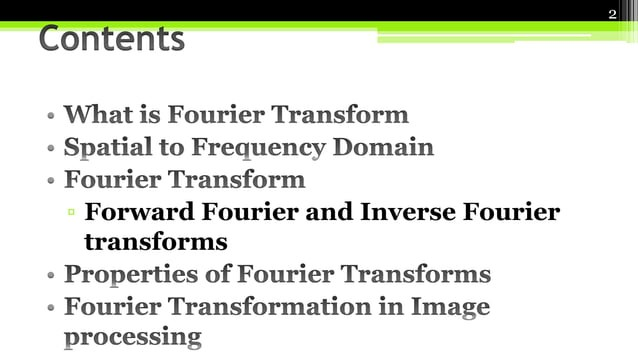 2
Contents
• What is Fourier Transform
• Spatial to Frequency Domain
• Fourier Transform
▫ Forward Fourier and Inverse Fourier
transforms
• Properties of Fourier Transforms
• Fourier Transformation in Image
processing